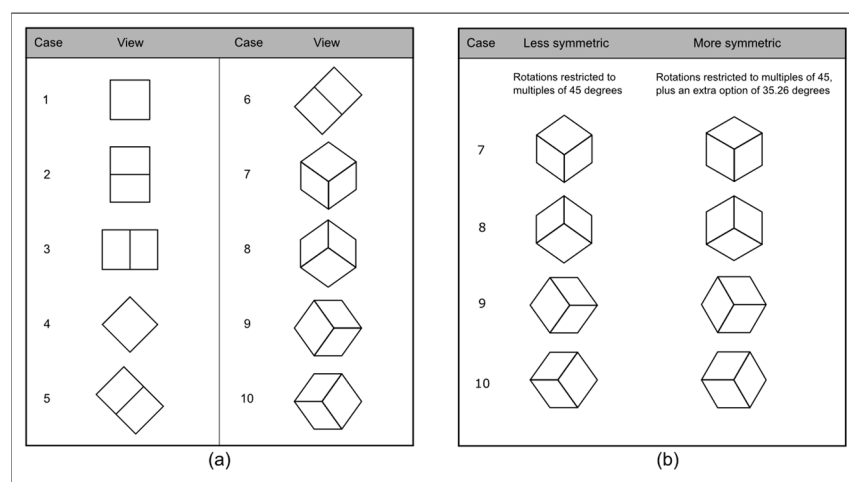 Case View Case View
1 6
2 7
3 8
4 9
5 10
(a)
Case Less symmetric More symmetric
Rotations restricted to
multiples of 45 degrees
Rotations restricted to multiples of 45,
plus an extra option of 35.26 degrees
7
8
9
10
(b)